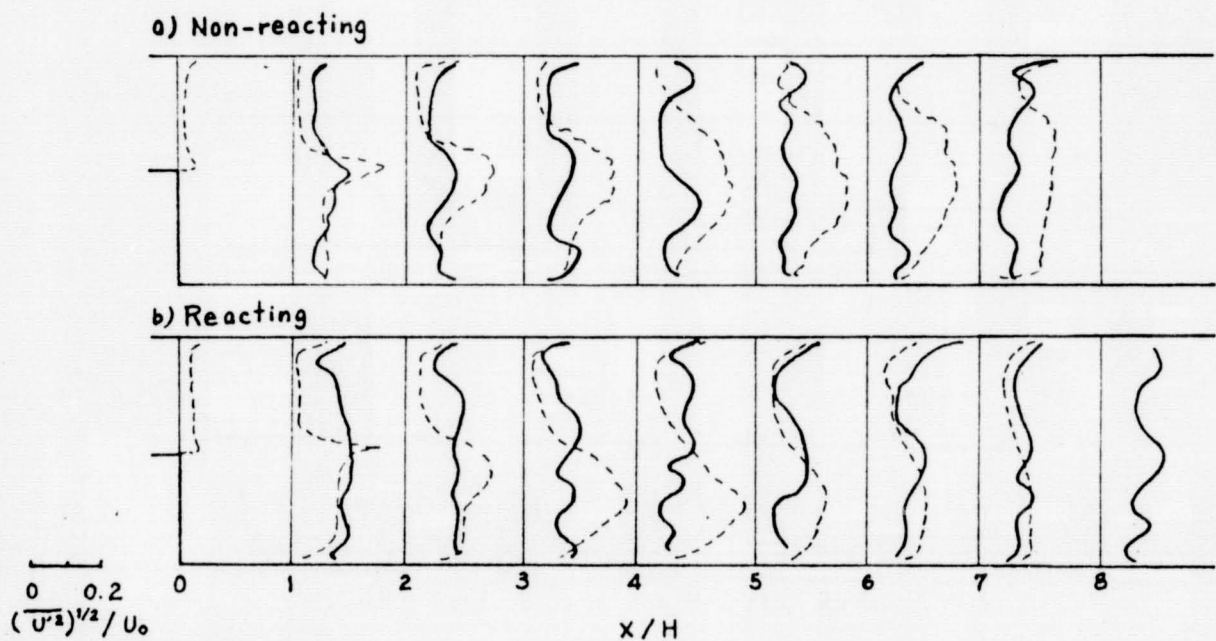 a) Non-reacting
b) Reacting
0 1 2 3 4 5 6 7 8
0 0.2
(U'²)^1/2 / U₀
X/H